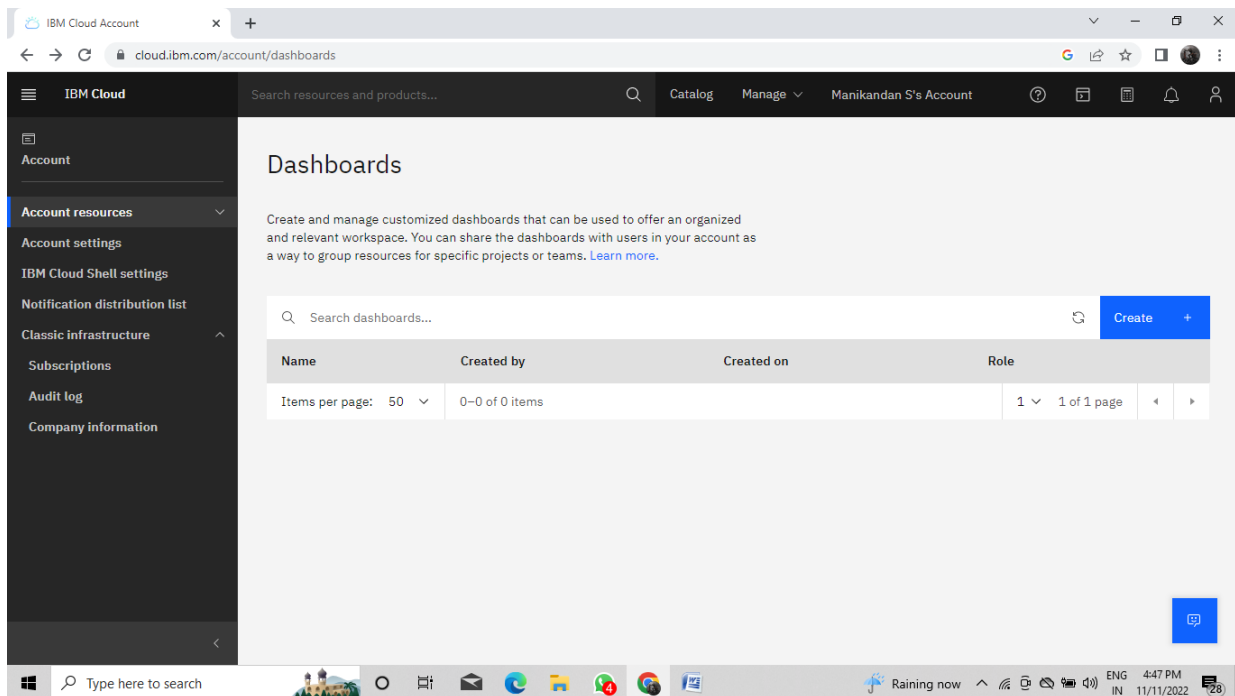 IBM Cloud Account
cloud.ibm.com/account/dashboards
IBM Cloud
Search resources and products...
Catalog
Manage
Manikandan S's Account
Account
Account resources
Account settings
IBM Cloud Shell settings
Notification distribution list
Classic infrastructure
Subscriptions
Audit log
Company information
Dashboards
Create and manage customized dashboards that can be used to offer an organized
and relevant workspace. You can share the dashboards with users in your account as
a way to group resources for specific projects or teams. Learn more.
Search dashboards...
Create +
Name Created by Created on Role
Items per page: 50 0–0 of 0 items 1 1 of 1 page
Type here to search
4
Raining now
ENG
IN
4:47 PM
11/11/2022
28